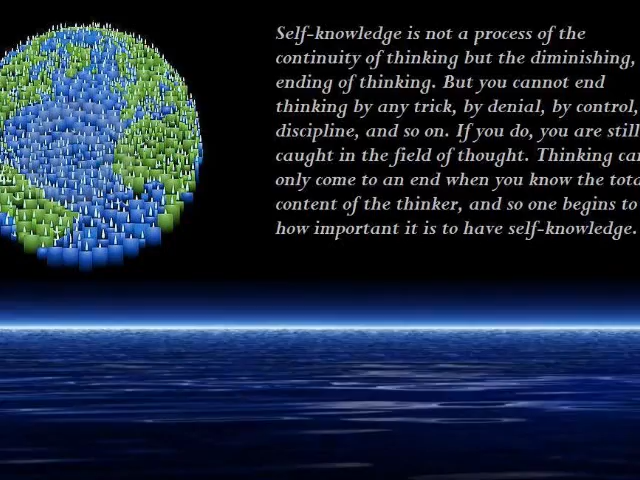 Self-knowledge is not a process of the
continuity of thinking but the diminishing,
ending of thinking. But you cannot end
thinking by any trick, by denial, by control,
discipline, and so on. If you do, you are still
caught in the field of thought. Thinking can
only come to an end when you know the tota
content of the thinker, and so one begins to
how important it is to have self-knowledge.